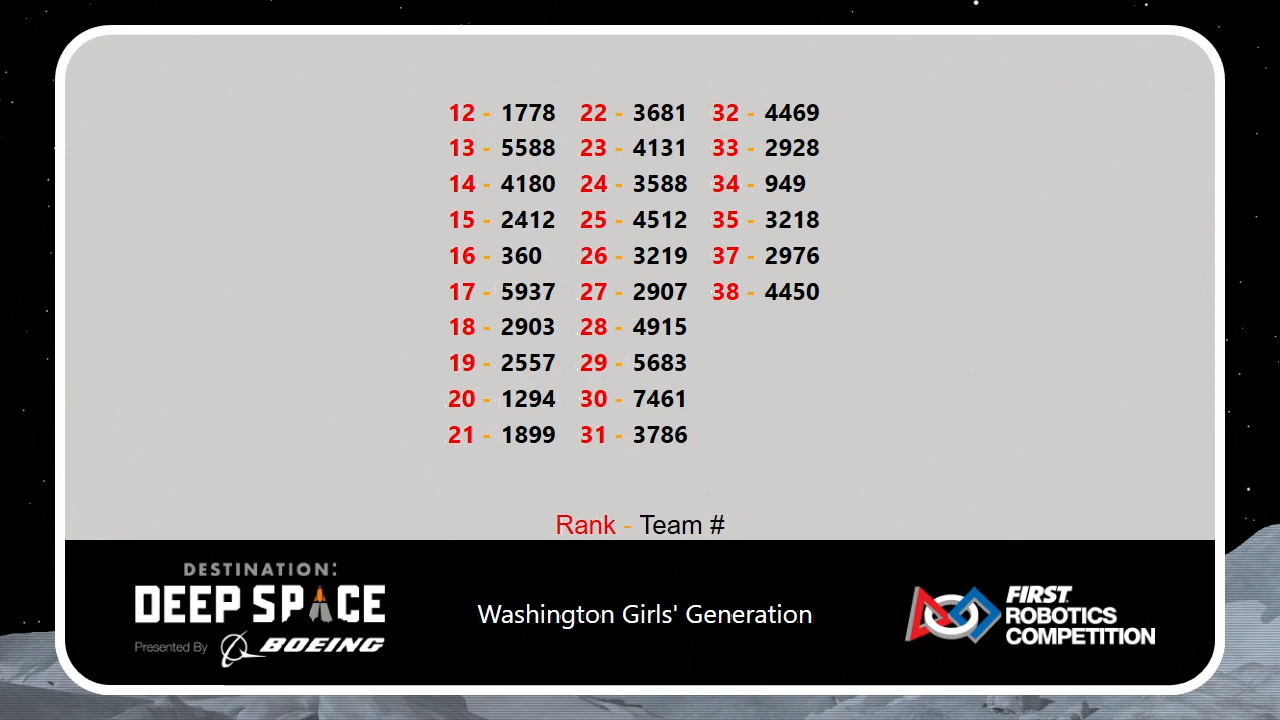 12 - 1778 22 - 3681 32 - 4469
13 - 5588 23 - 4131 33 - 2928
14 - 4180 24 - 3588 34 - 949
15 - 2412 25 - 4512 35 - 3218
16 - 360 26 - 3219 37 - 2976
17 - 5937 27 - 2907 38 - 4450
18 - 2903 28 - 4915
19 - 2557 29 - 5683
20 - 1294 30 - 7461
21 - 1899 31 - 3786
Rank - Team #
DESTINATION:
DEEP SPACE
Presented By BOEING
Washington Girls' Generation
FIRST
ROBOTICS
COMPETITION